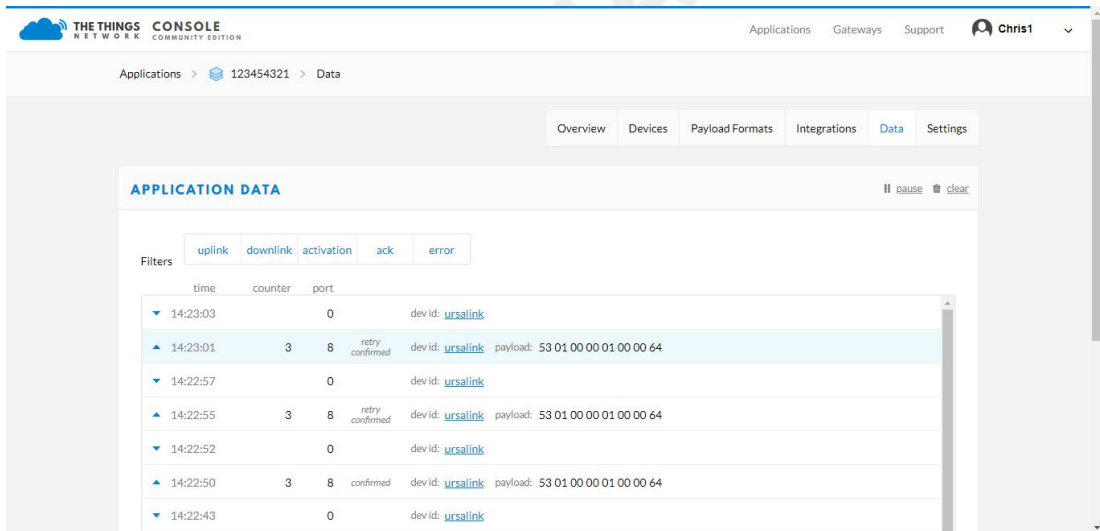 THE THINGS NETWORK CONSOLE COMMUNITY EDITION
Applications Gateways Support Chris1
Applications > 123454321 > Data
Overview Devices Payload Formats Integrations Data Settings
APPLICATION DATA pause clear
Filters uplink downlink activation ack error
time counter port
14:23:03 0 dev id: ursalink
14:23:01 3 8 retry confirmed dev id: ursalink payload: 53 01 00 00 01 00 00 64
14:22:57 0 dev id: ursalink
14:22:55 3 8 retry confirmed dev id: ursalink payload: 53 01 00 00 01 00 00 64
14:22:52 0 dev id: ursalink
14:22:50 3 8 confirmed dev id: ursalink payload: 53 01 00 00 01 00 00 64
14:22:43 0 dev id: ursalink